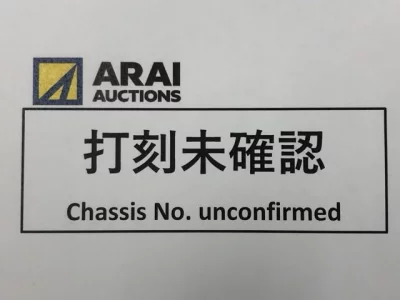 ARAI
AUCTIONS
打刻未確認
Chassis No. unconfirmed